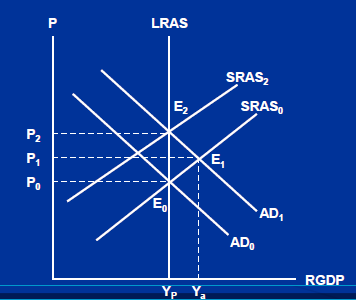 P LRAS
SRAS₂
E₂ SRAS₀
P₂
P₁ E₁
P₀
E₀ AD₁
AD₀
RGDP
Yₚ Yₐ